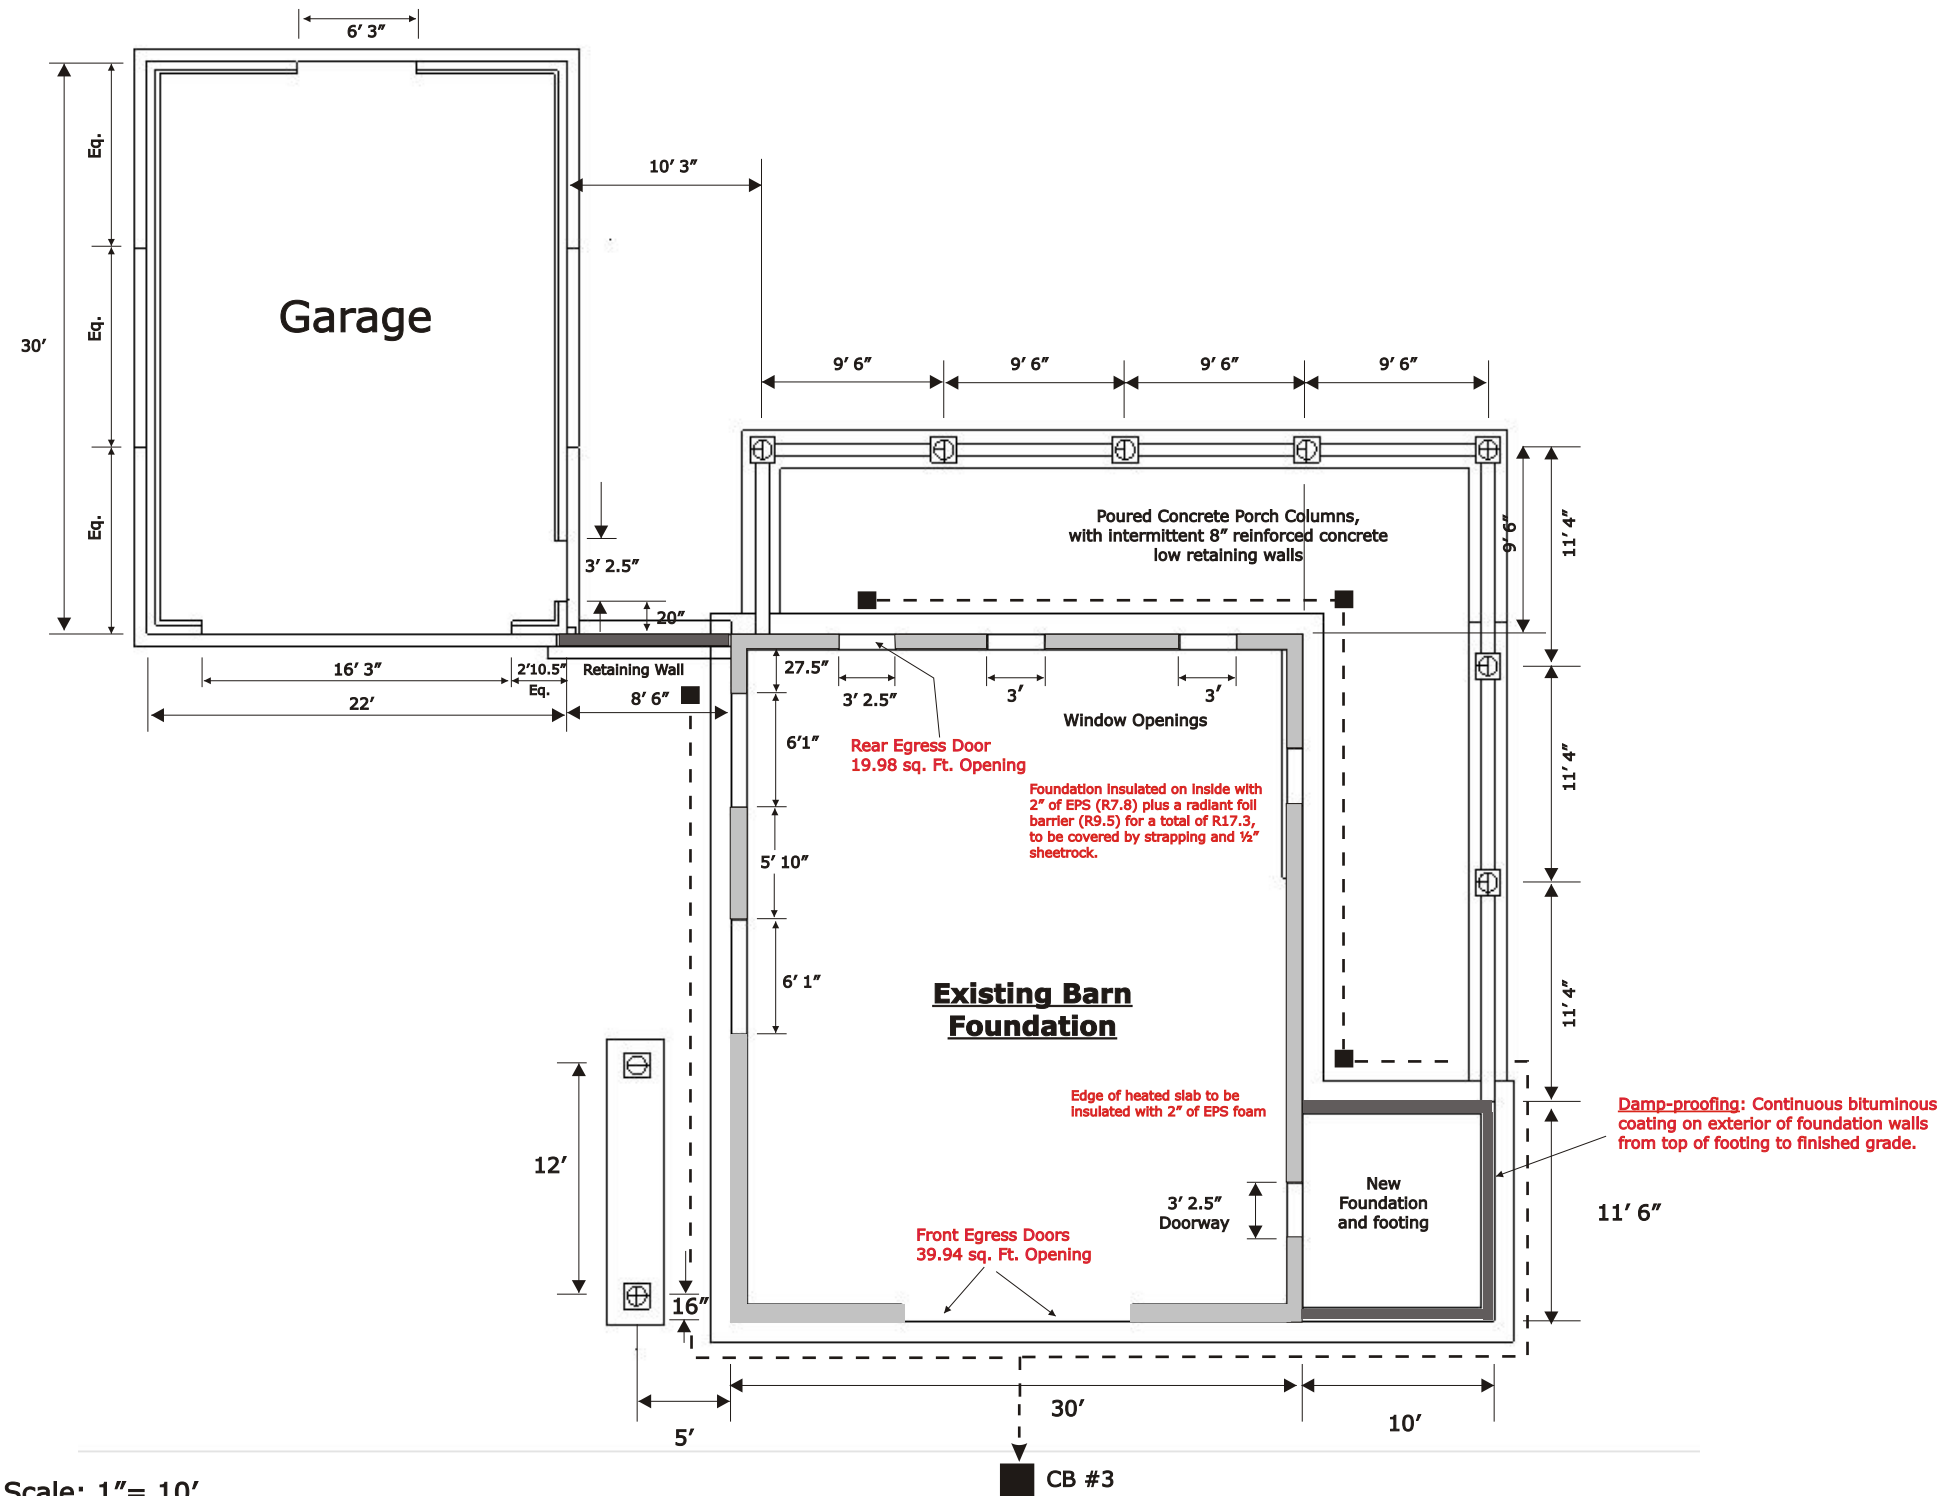 6′ 3″
Eq.
10′ 3″
Garage
Eq.
30′
9′ 6″
9′ 6″
9′ 6″
9′ 6″
Eq.
Poured Concrete Porch Columns,
with intermittent 8″ reinforced concrete
low retaining walls
9′ 6″
11′ 4″
3′ 2.5″
20″
16′ 3″
2′10.5″
Eq.
Retaining Wall
22′
8′ 6″
27.5″
3′ 2.5″
3′
3′
Window Openings
6′1″
Rear Egress Door
19.98 sq. Ft. Opening
11′ 4″
Foundation insulated on inside with
2″ of EPS (R7.8) plus a radiant foil
barrier (R9.5) for a total of R17.3,
to be covered by strapping and ½″
sheetrock.
5′ 10″
6′ 1″
Existing Barn
Foundation
11′ 4″
Edge of heated slab to be
insulated with 2″ of EPS foam
Damp-proofing: Continuous bituminous
coating on exterior of foundation walls
from top of footing to finished grade.
12′
3′ 2.5″
Doorway
New
Foundation
and footing
11′ 6″
Front Egress Doors
39.94 sq. Ft. Opening
16″
5′
30′
10′
CB #3
Scale: 1″= 10′